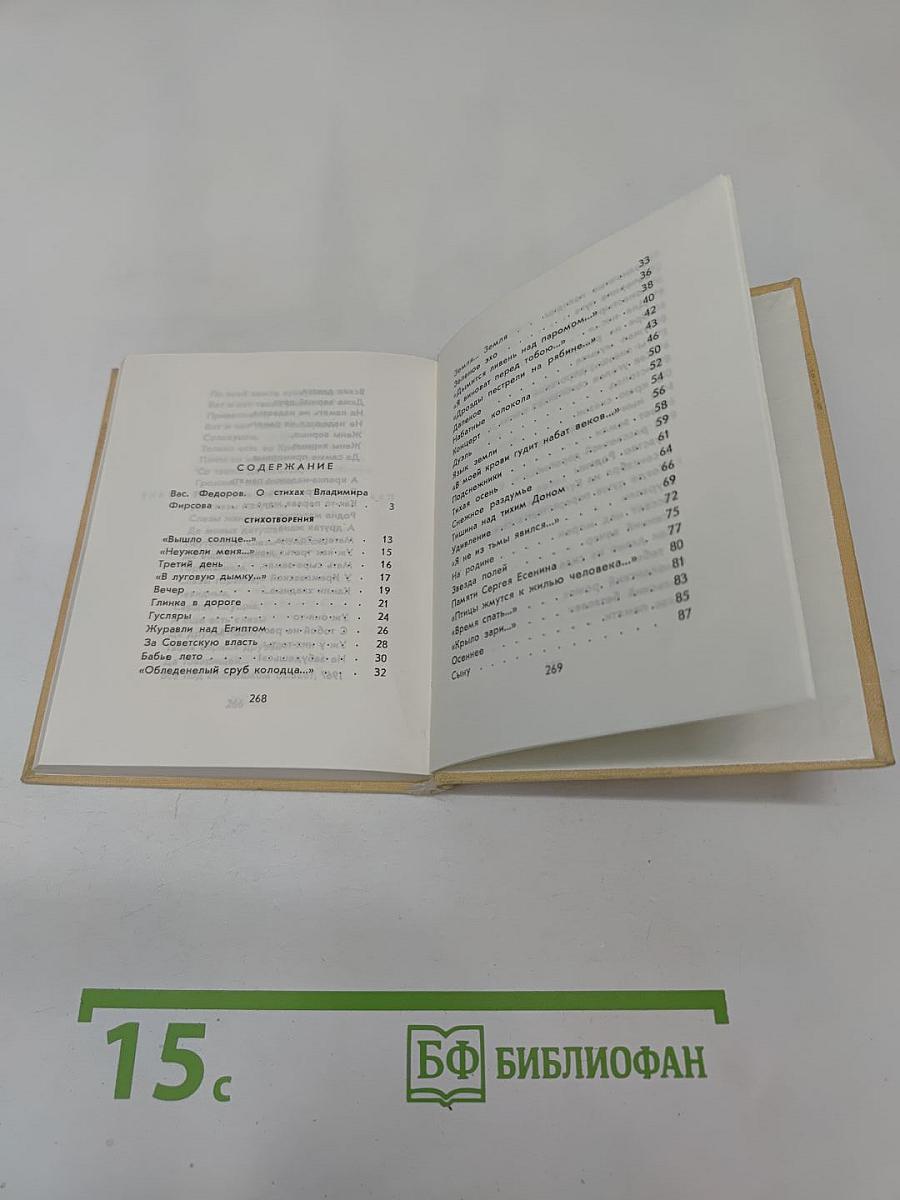 СОДЕРЖАНИЕ
Вас. Федоров. О стихах Владимира
Фирсова . . . . . . . . . . 3
СТИХОТВОРЕНИЯ
«Вышло солнце...» . . . . . . . 13
«Неужели меня...» . . . . . . . 15
Третий день . . . . . . . . . 16
«В луговую дымку...» . . . . . . 17
Вечер . . . . . . . . . . . 19
Глинка в дороге . . . . . . . . 21
Гусляры . . . . . . . . . . 24
Журавли над Египтом . . . . . . 26
За Советскую власть . . . . . . 28
Бабье лето . . . . . . . . . 30
«Обледенелый сруб колодца...» . . . 32
268
Земля... Земля . . . . . . . . 33
Зеленое эхо . . . . . . . . . 36
«Дымится ливень над паромом...» . . 38
«Я виноват перед тобою...» . . . . 40
«Дрозды пестрели на рябине...» . . . 42
Далекое . . . . . . . . . . 43
Набатные колокола . . . . . . . 46
Концерт . . . . . . . . . . 50
Дуэль . . . . . . . . . . . 52
Язык земли . . . . . . . . . 54
«В моей крови гудит набат веков...» . 56
Подснежники . . . . . . . . . 58
Тихая осень . . . . . . . . . 59
Снежное раздумье . . . . . . . 61
Тишина над тихим Доном . . . . . 64
Удивление . . . . . . . . . 66
«Я не из тьмы явился...» . . . . . 69
На родине . . . . . . . . . 72
Звезда полей . . . . . . . . 75
Памяти Сергея Есенина . . . . . 77
«Птицы жмутся к жилью человека...» . 80
«Время спать...» . . . . . . . . 81
«Крыло зари...» . . . . . . . . 83
Осеннее . . . . . . . . . . 85
Сыну . . . . . . . . . . . 87
269
15 с
БФ БИБЛИОФАН